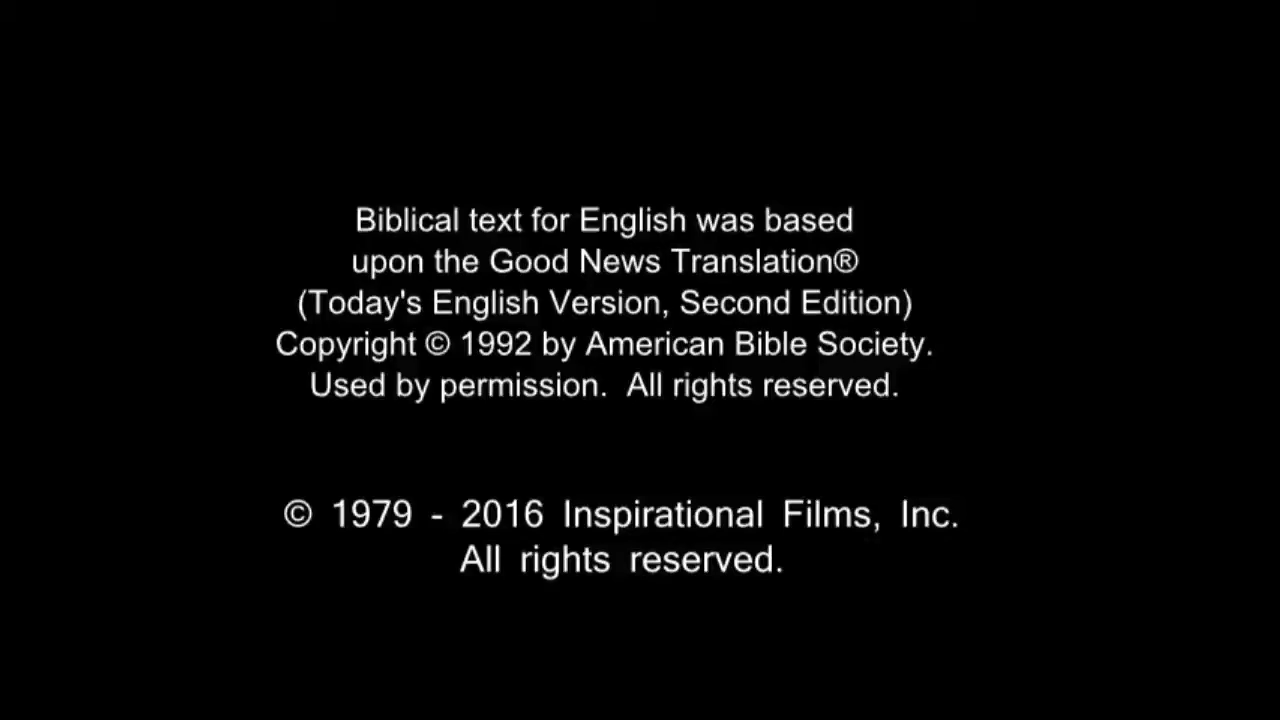 Biblical text for English was based
upon the Good News Translation®
(Today's English Version, Second Edition)
Copyright © 1992 by American Bible Society.
Used by permission.  All rights reserved.
© 1979 - 2016 Inspirational Films, Inc.
All rights reserved.